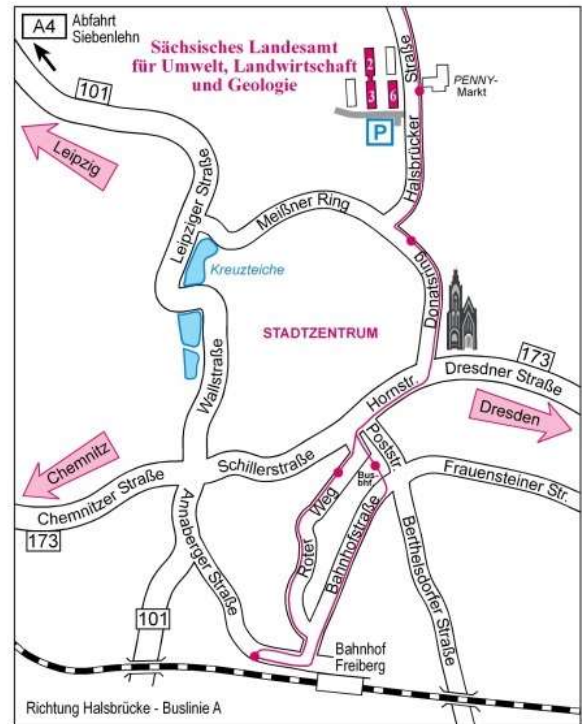 A4
Abfahrt
Siebenlehn
Sächsisches Landesamt
für Umwelt, Landwirtschaft
und Geologie
2
3
6
P
Halsbrücker Straße
PENNY-
Markt
101
Leipzig
Leipziger Straße
Meißner Ring
Kreuzteiche
Donatsring
STADTZENTRUM
173
Dresdner Straße
Dresden
Wallstraße
Hornstr.
Chemnitz
Schillerstraße
Poststr.
Bus-
bhf.
Frauensteiner Str.
Chemnitzer Straße
173
Annaberger Straße
Roter Weg
Bahnhofstraße
Berthelsdorfer Straße
101
Bahnhof
Freiberg
Richtung Halsbrücke - Buslinie A